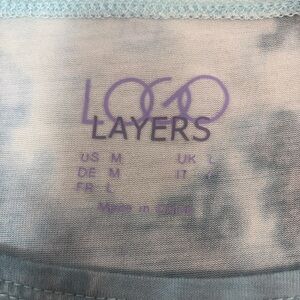 LOGO
LAYERS
US M UK L
DE M IT
FR L
Made in